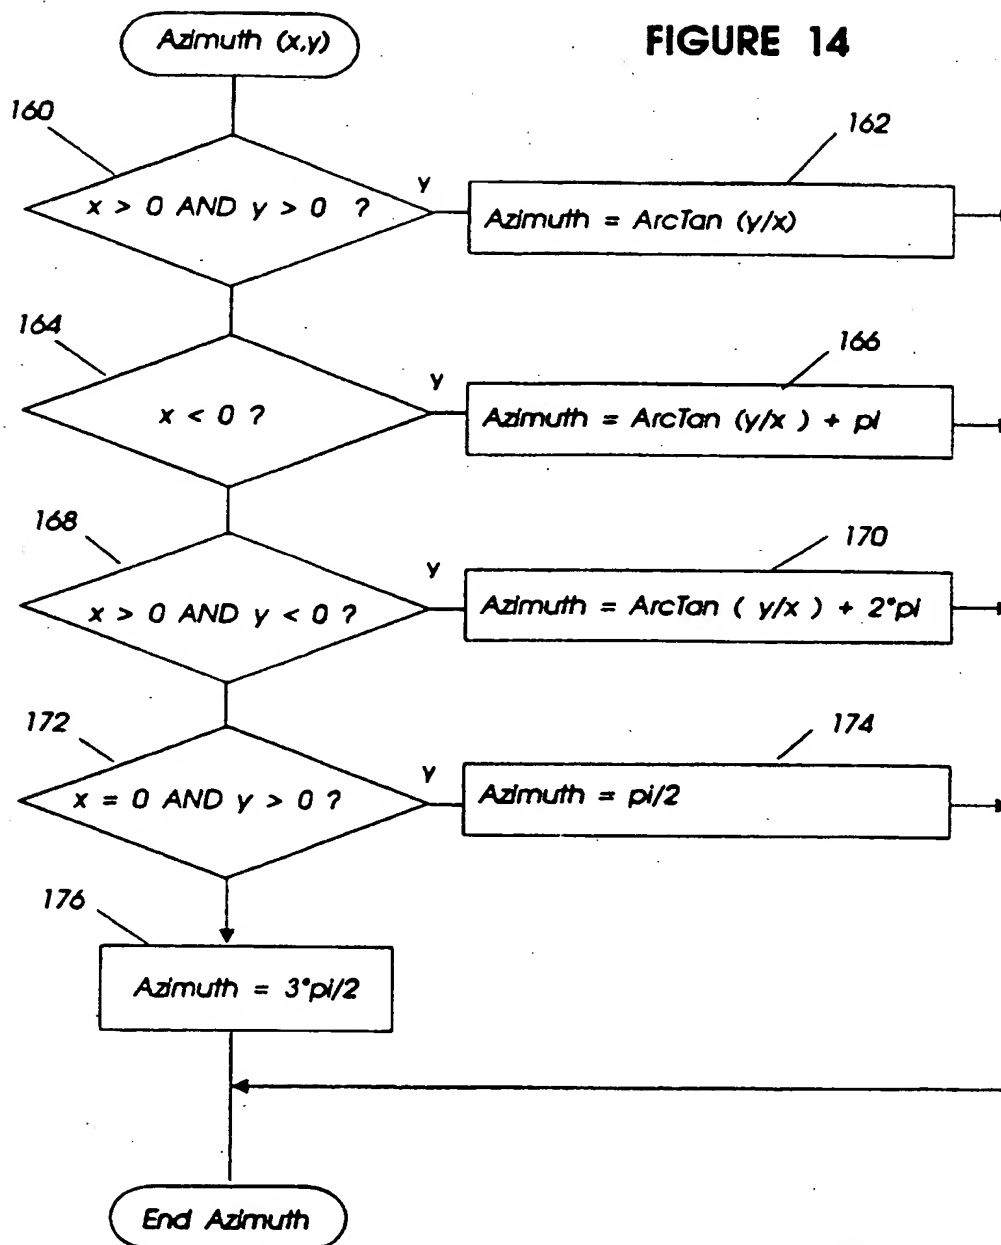 FIGURE 14
Azimuth (x,y)
160
x > 0 AND y > 0 ?
y
162
Azimuth = ArcTan (y/x)
164
x < 0 ?
y
166
Azimuth = ArcTan (y/x ) + pi
168
x > 0 AND y < 0 ?
y
170
Azimuth = ArcTan ( y/x ) + 2*pi
172
x = 0 AND y > 0 ?
y
174
Azimuth = pi/2
176
Azimuth = 3*pi/2
End Azimuth